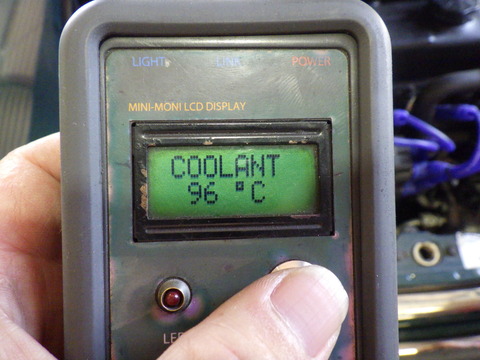 LIGHT LINK POWER
MINI-MONI LCD DISPLAY
COOLANT
96 °C